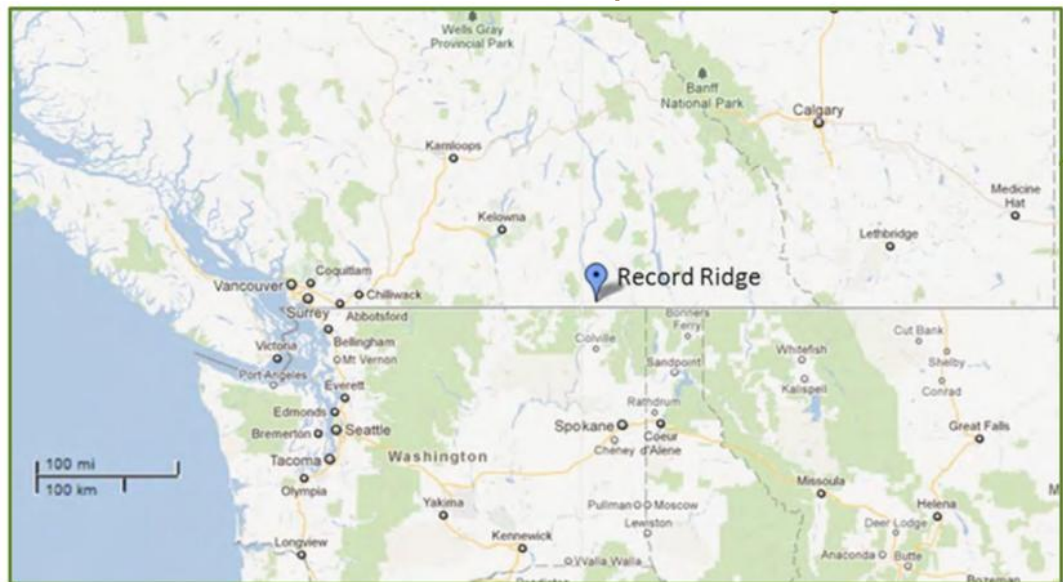 Wells Gray
Provincial Park
Banff
National Park
Calgary
Kamloops
Medicine
Hat
Kelowna
Lethbridge
Record Ridge
Coquitlam
Vancouver
Chilliwack
Surrey
Abbotsford
Bonners
Ferry
Cut Bank
Bellingham
Colville
Victoria
Mt Vernon
Whitefish
Shelby
Port Angeles
Sandpoint
Kalispell
Conrad
Everett
Rathdrum
Edmonds
Spokane
Great Falls
Bremerton
Seattle
Coeur
d'Alene
Cheney
Washington
Tacoma
100 mi
100 km
Olympia
Missoula
Yakima
Pullman
Moscow
Helena
Lewiston
Deer Lodge
Longview
Kennewick
Anaconda
Butte
Walla Walla
Bozeman
M